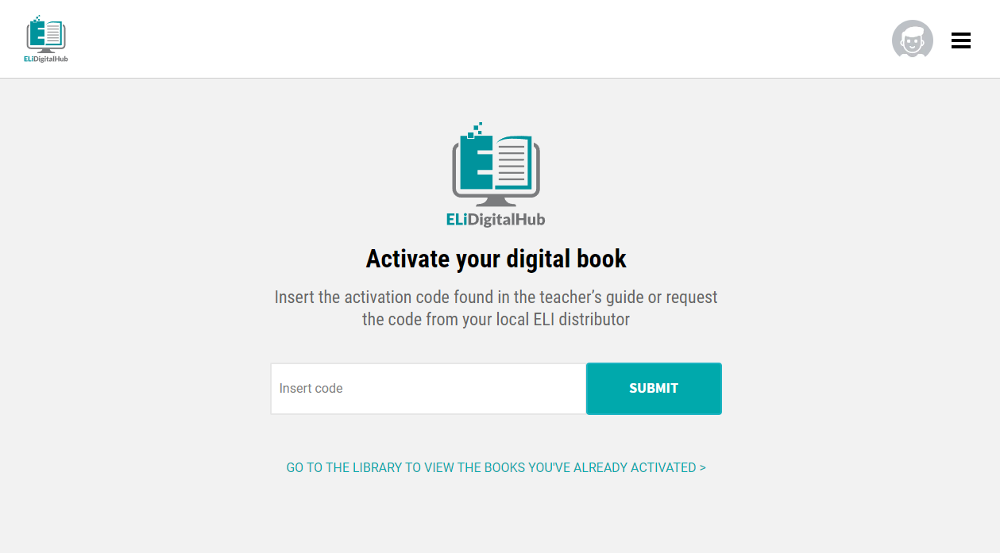 ELiDigitalHub
ELiDigitalHub
Activate your digital book
Insert the activation code found in the teacher’s guide or request
the code from your local ELI distributor
Insert code
SUBMIT
GO TO THE LIBRARY TO VIEW THE BOOKS YOU'VE ALREADY ACTIVATED >